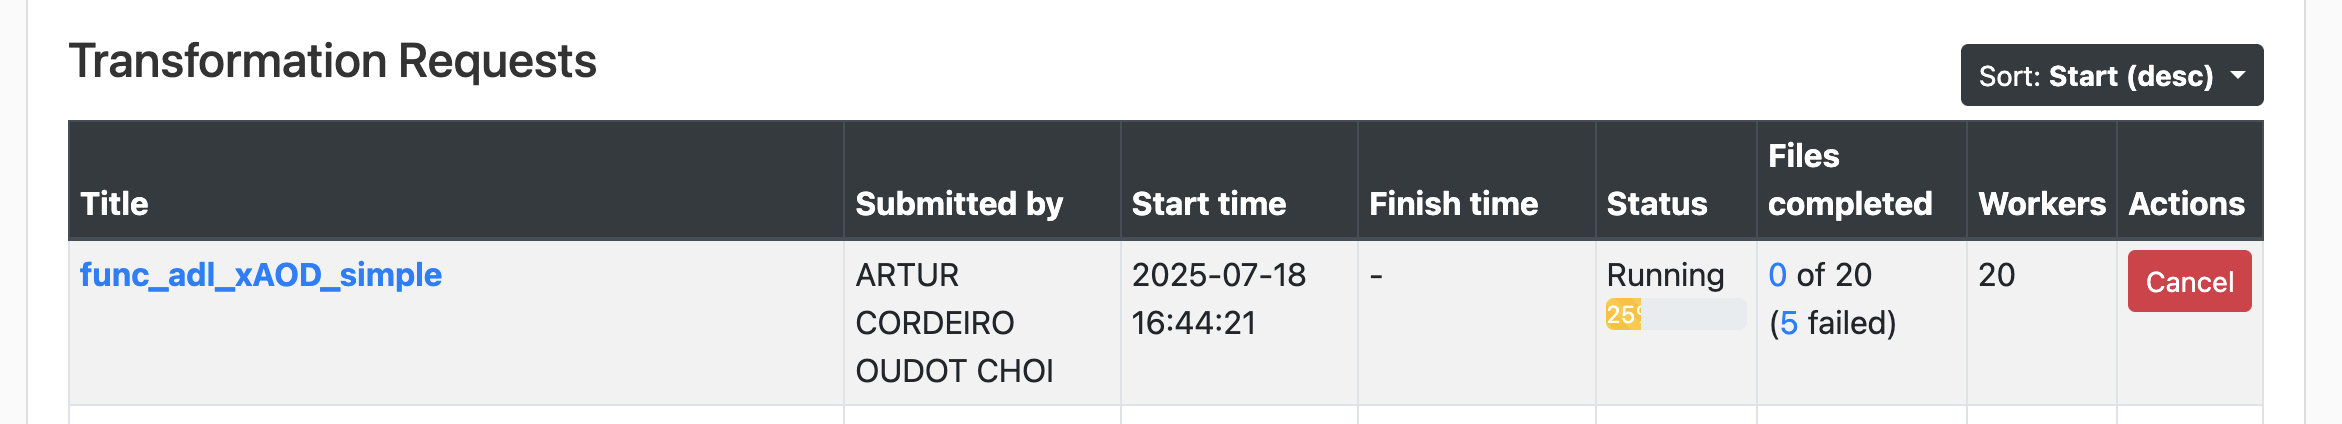 Transformation Requests
Sort: Start (desc)
Title
Submitted by
Start time
Finish time
Status
Files
completed
Workers
Actions
func_adl_xAOD_simple
ARTUR
CORDEIRO
OUDOT CHOI
2025-07-18
16:44:21
-
Running
25%
0 of 20
(5 failed)
20
Cancel